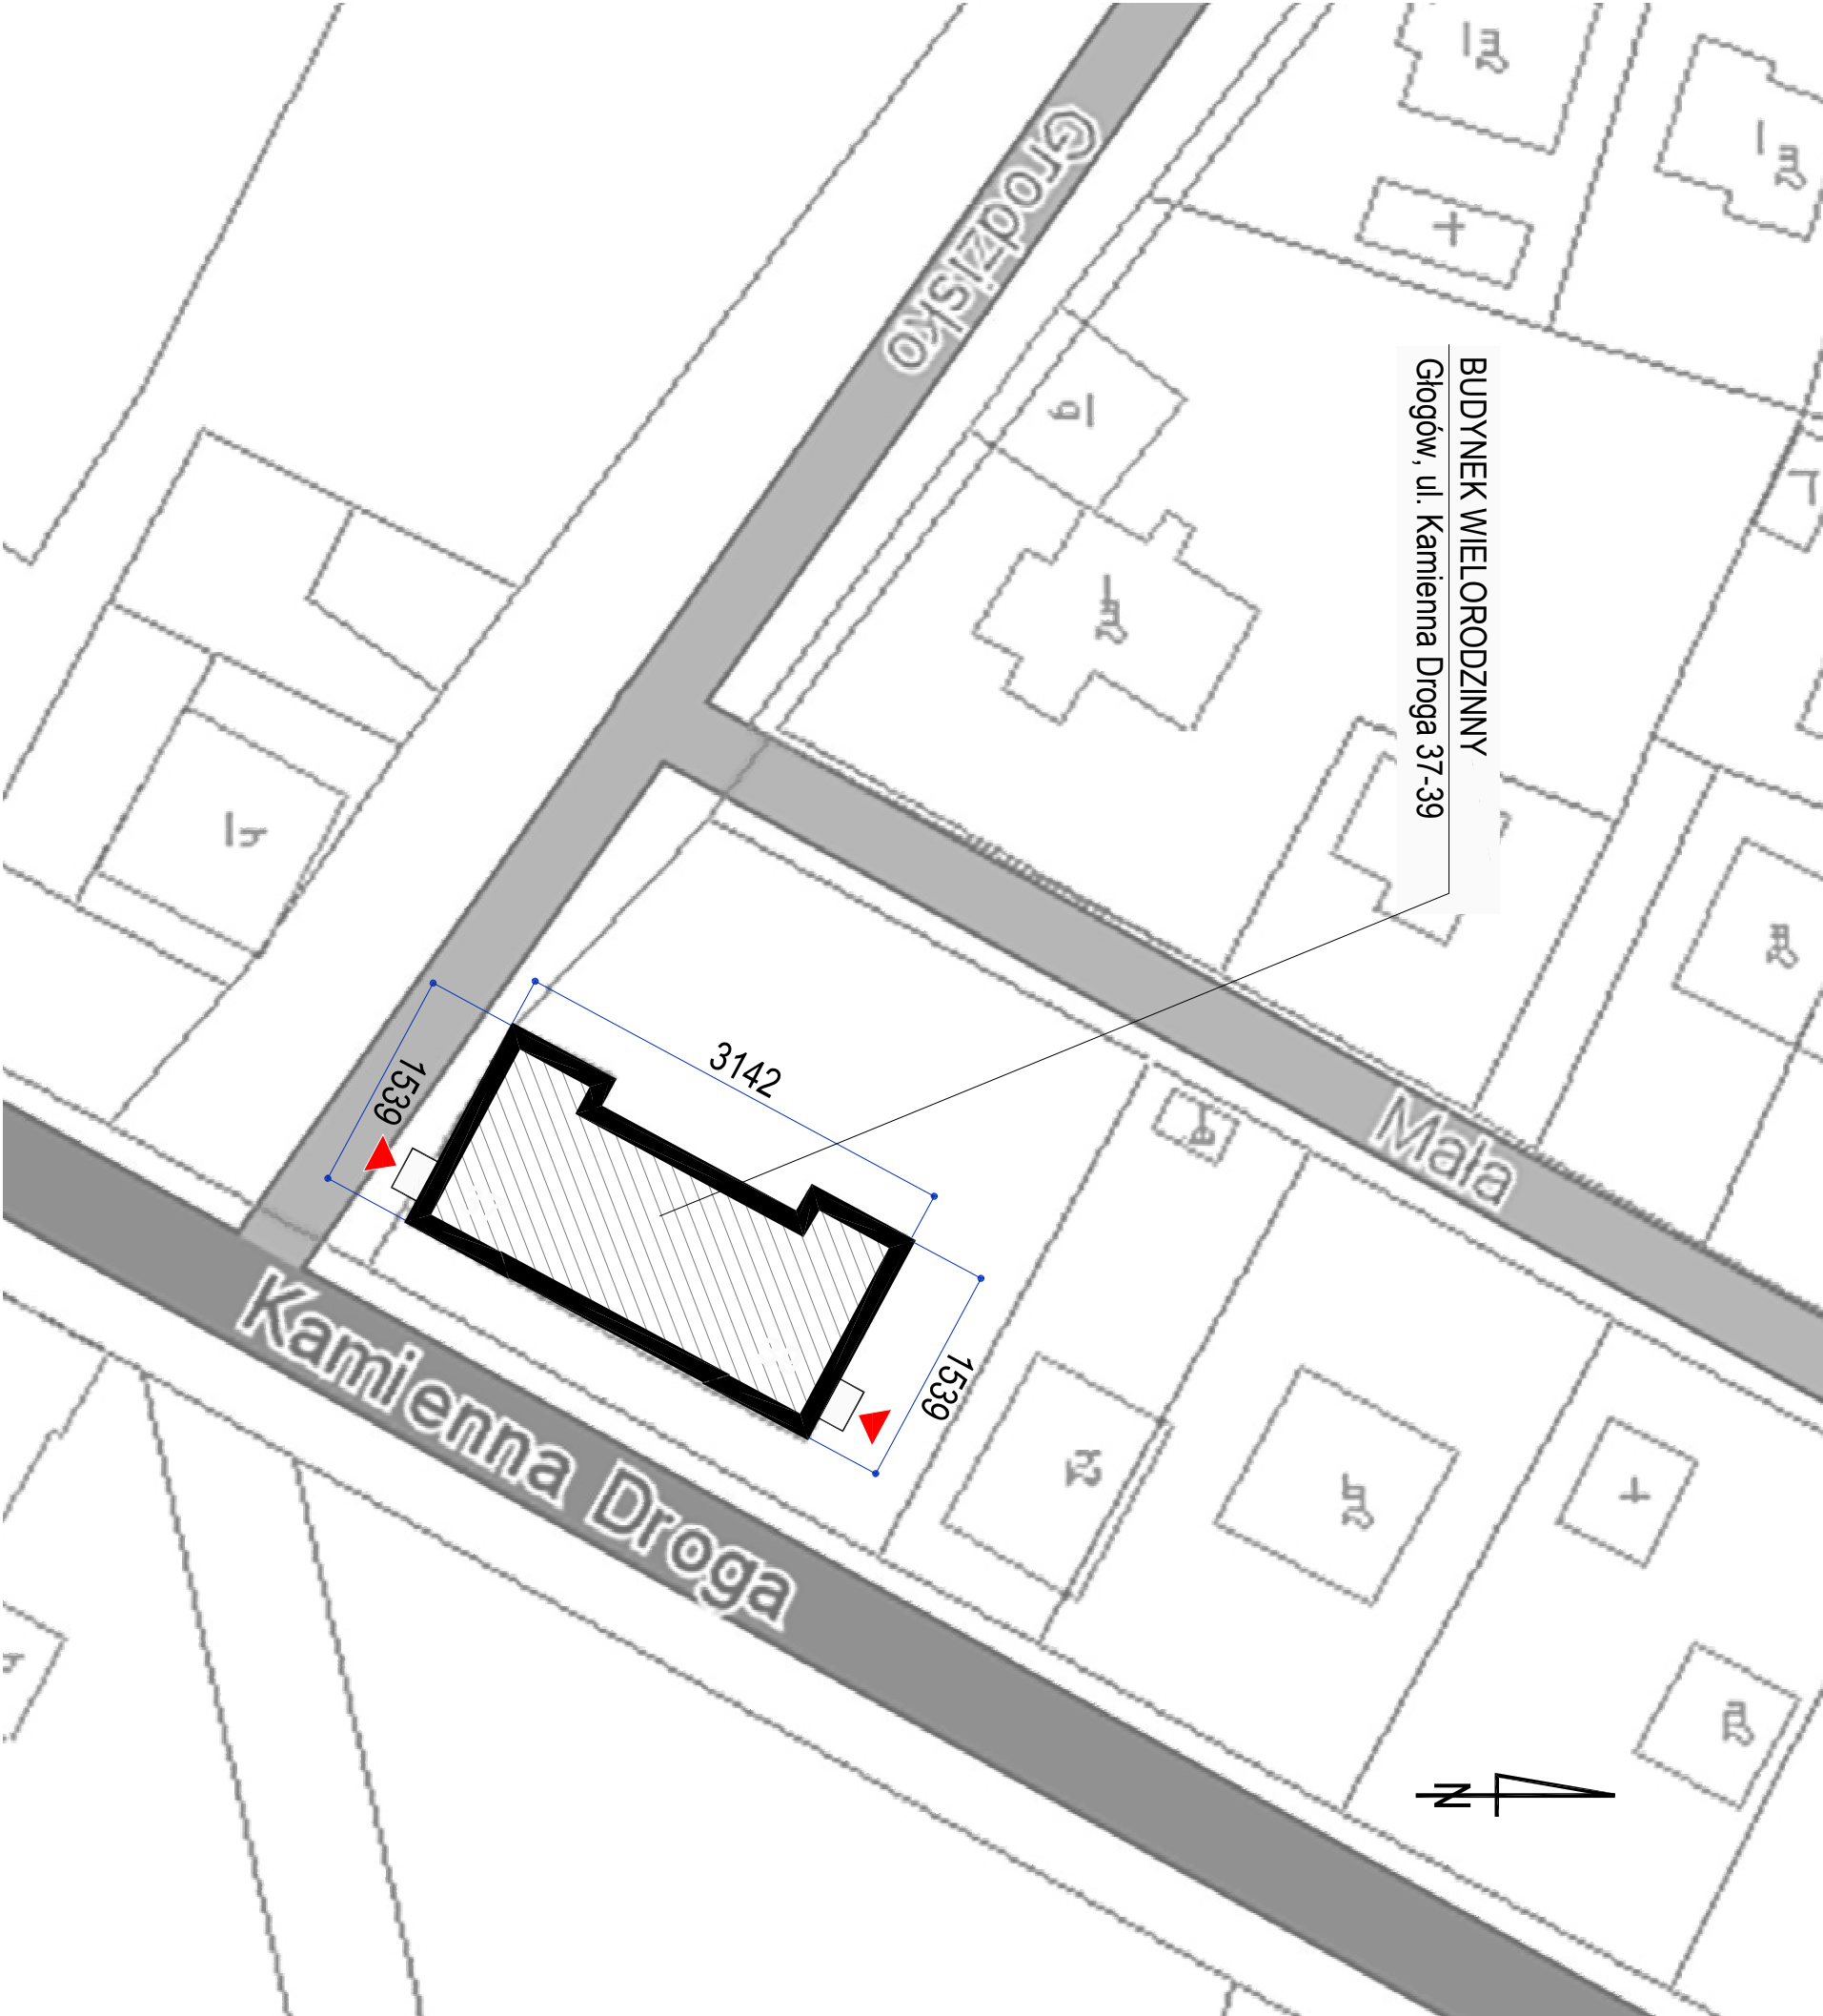 BUDYNEK WIELORODZINNY
Głogów, ul. Kamienna Droga 37-39
Grodzisko
Mała
Kamienna Droga
3142
1539
1539
N